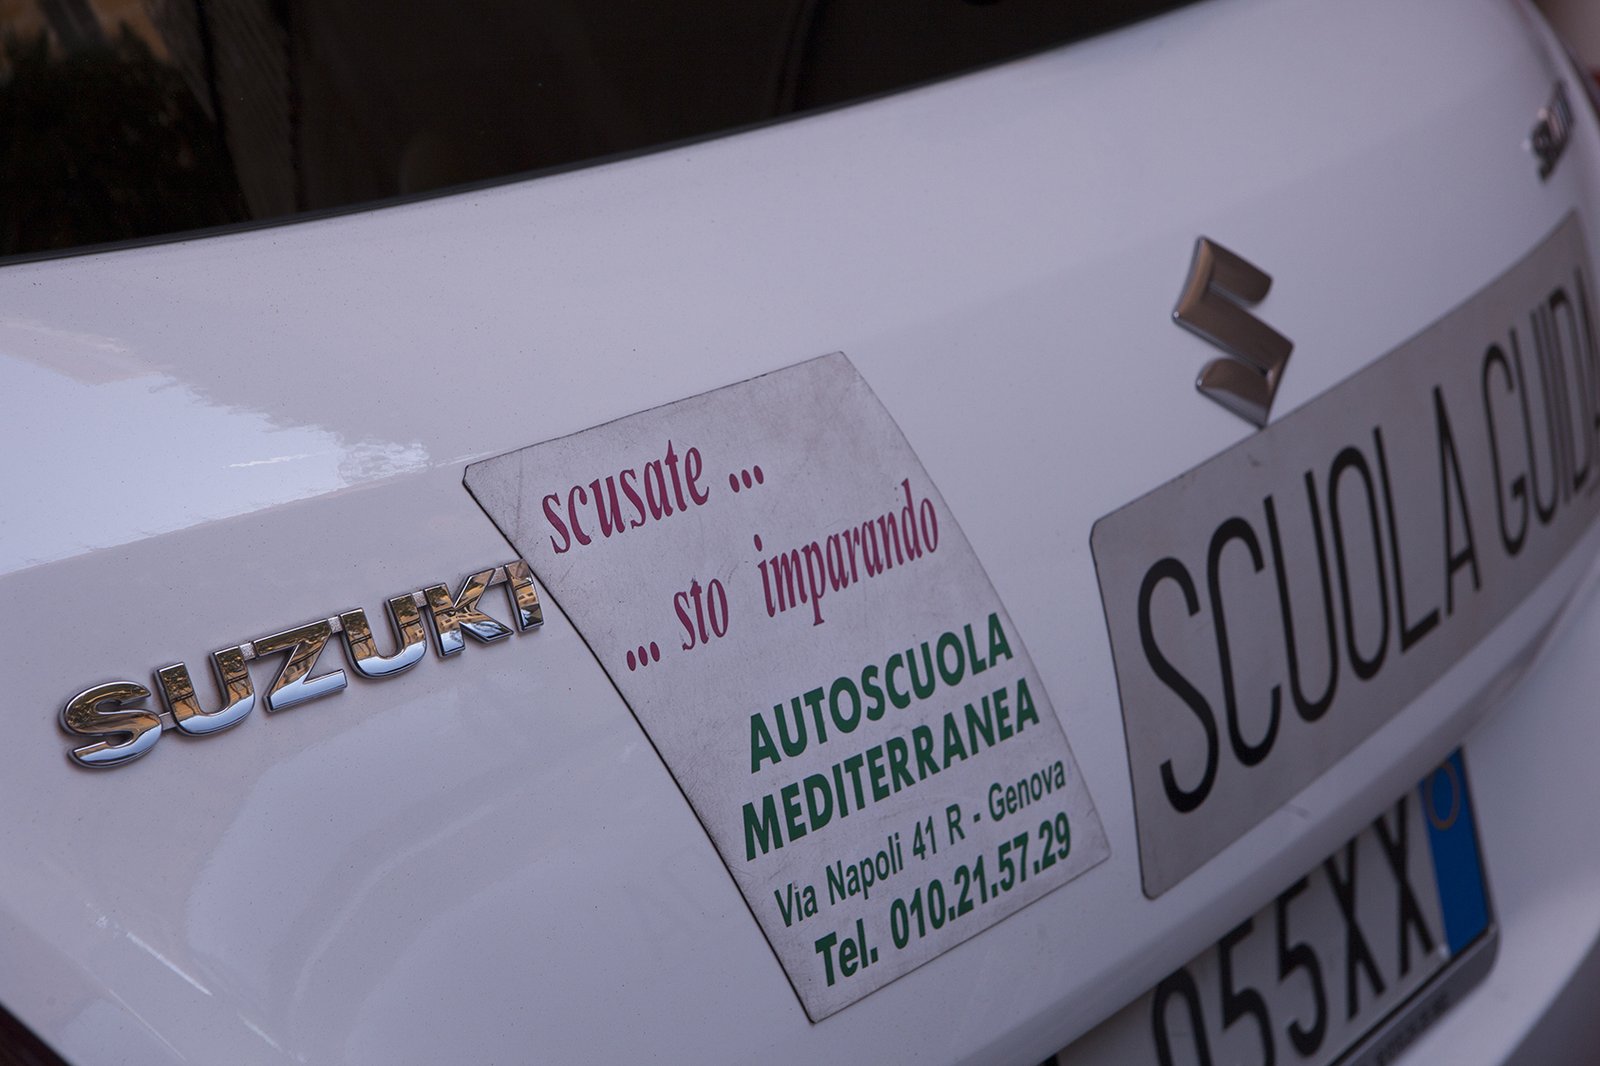 SUZUKI
scusate ...
... sto imparando
AUTOSCUOLA
MEDITERRANEA
Via Napoli 41 R - Genova
Tel. 010.21.57.29
SCUOLA GUIDA
055XX